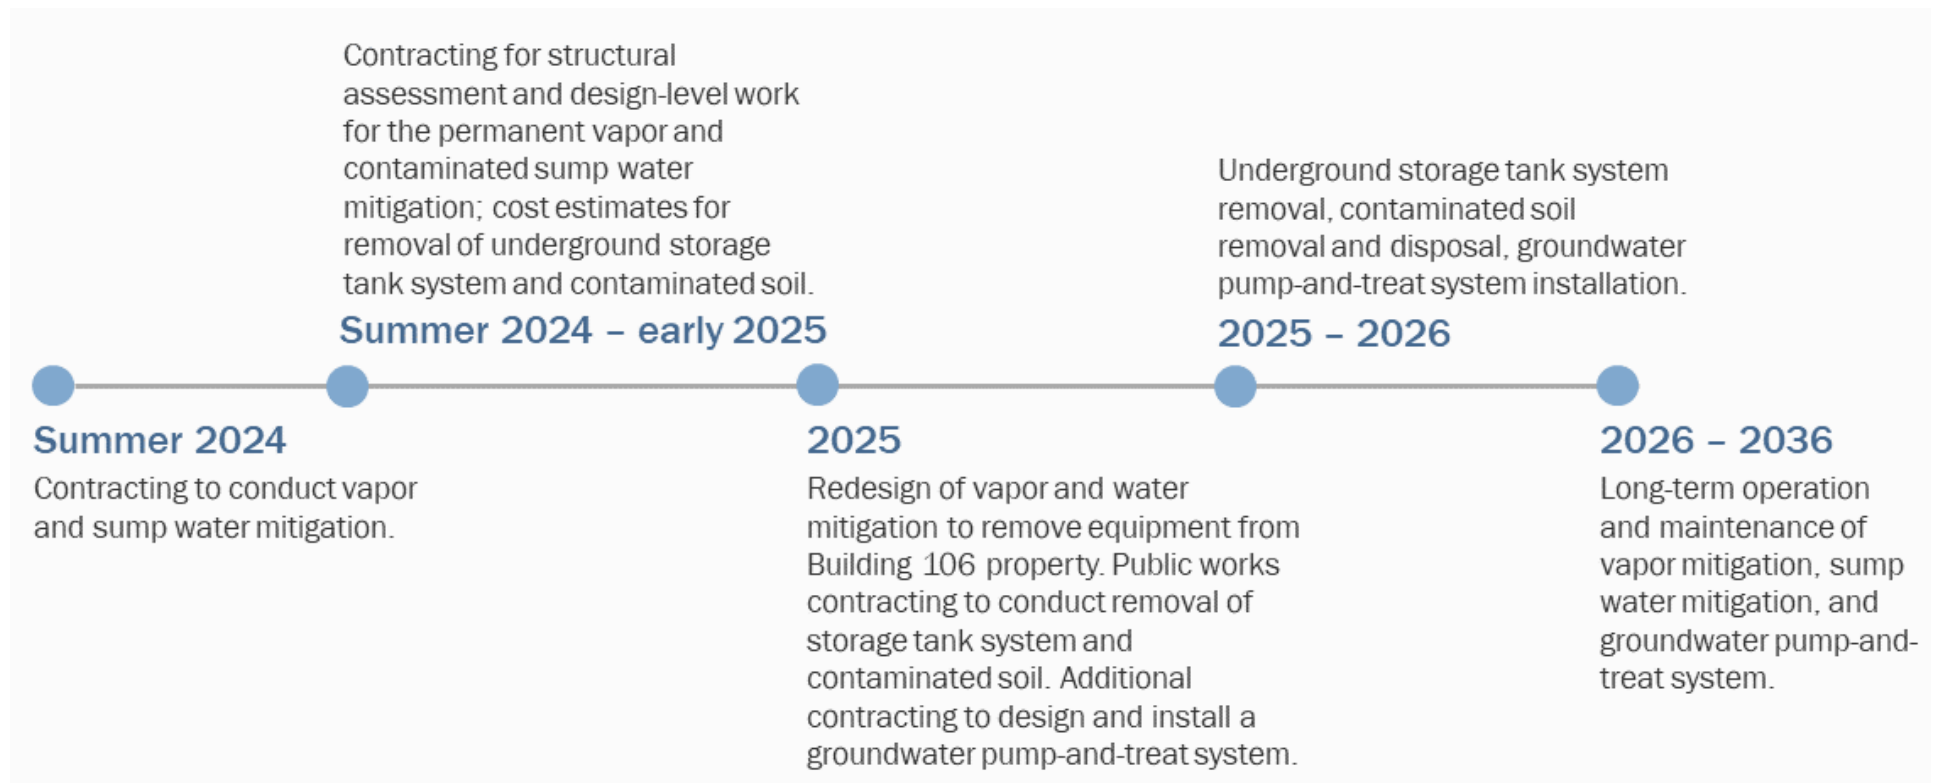 Contracting for structural
assessment and design-level work
for the permanent vapor and
contaminated sump water
mitigation; cost estimates for
removal of underground storage
tank system and contaminated soil.
Summer 2024 – early 2025
Underground storage tank system
removal, contaminated soil
removal and disposal, groundwater
pump-and-treat system installation.
2025 – 2026
Summer 2024
Contracting to conduct vapor
and sump water mitigation.
2025
Redesign of vapor and water
mitigation to remove equipment from
Building 106 property. Public works
contracting to conduct removal of
storage tank system and
contaminated soil. Additional
contracting to design and install a
groundwater pump-and-treat system.
2026 – 2036
Long-term operation
and maintenance of
vapor mitigation, sump
water mitigation, and
groundwater pump-and-
treat system.